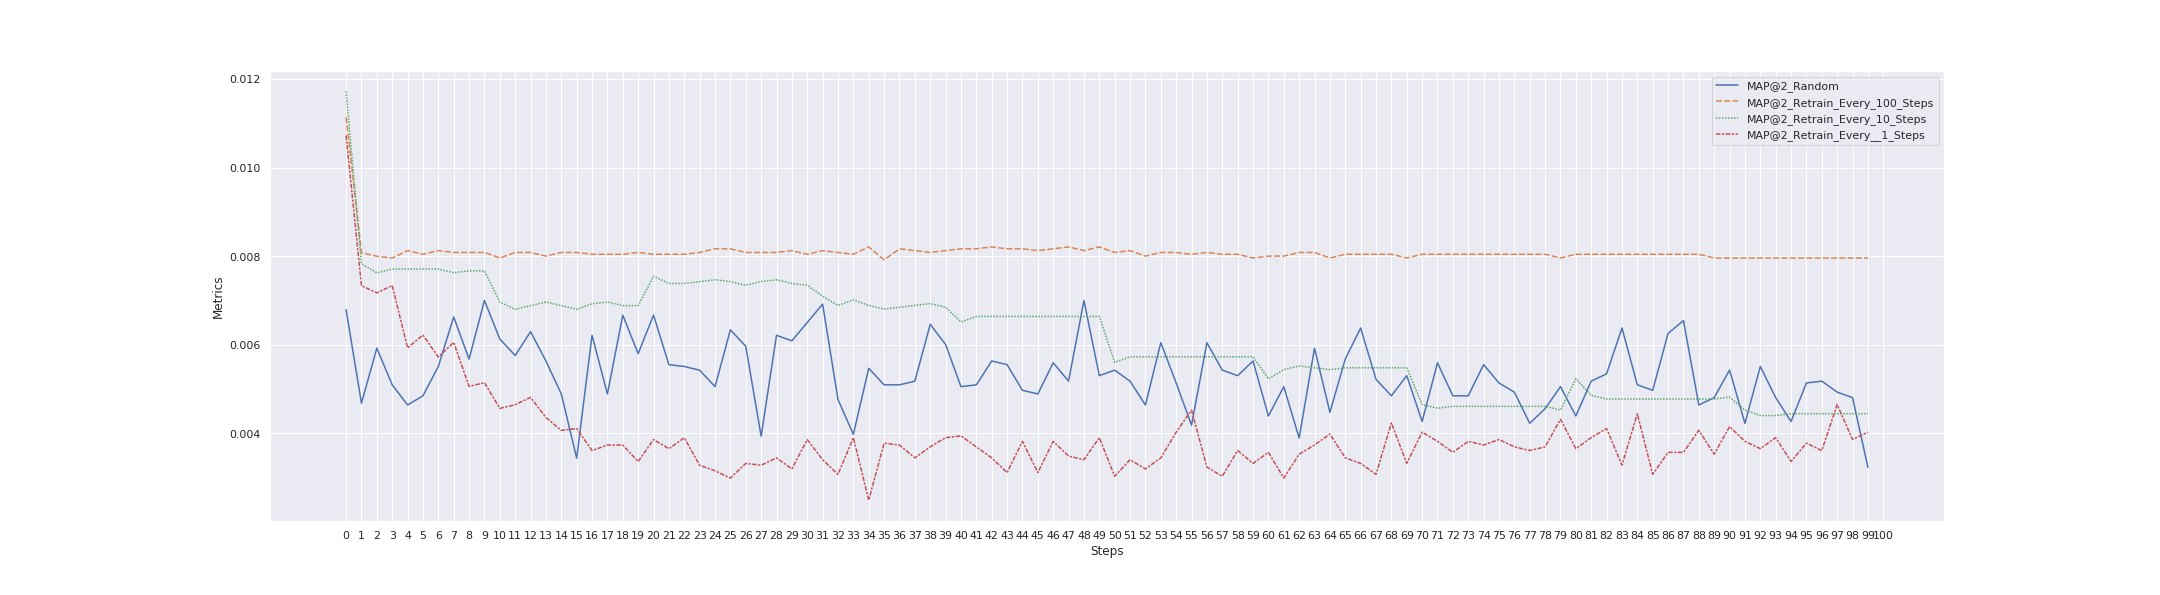 0.012
0.010
0.008
0.006
0.004
Metrics
MAP@2_Random
MAP@2_Retrain_Every_100_Steps
MAP@2_Retrain_Every_10_Steps
MAP@2_Retrain_Every__1_Steps
0 1 2 3 4 5 6 7 8 9 10 11 12 13 14 15 16 17 18 19 20 21 22 23 24 25 26 27 28 29 30 31 32 33 34 35 36 37 38 39 40 41 42 43 44 45 46 47 48 49 50 51 52 53 54 55 56 57 58 59 60 61 62 63 64 65 66 67 68 69 70 71 72 73 74 75 76 77 78 79 80 81 82 83 84 85 86 87 88 89 90 91 92 93 94 95 96 97 98 99 100
Steps